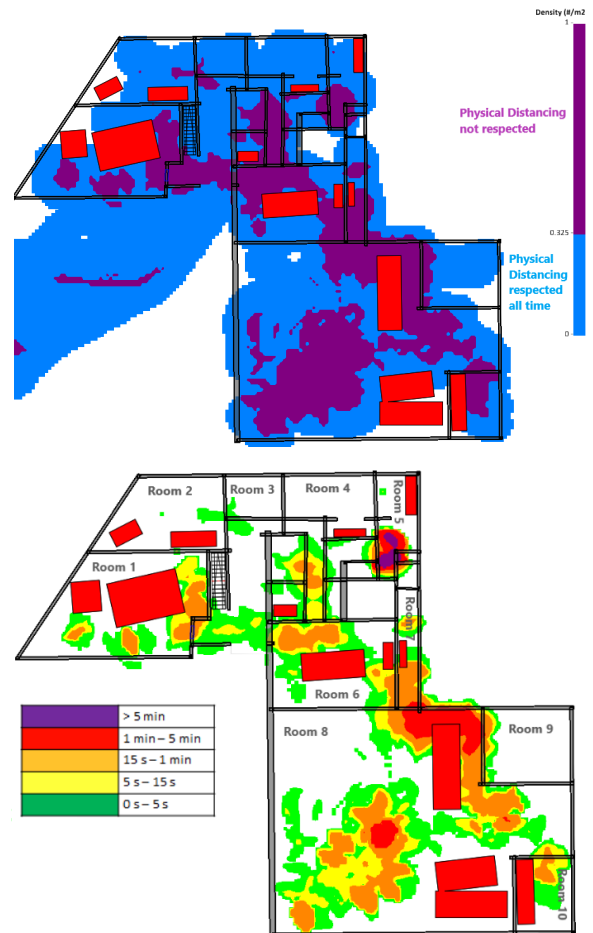 Density (#/m2
1
Physical Distancing
not respected
0.325
Physical
Distancing
respected
all time
0
Room 2
Room 3
Room 4
Room 5
Room 1
Room 7
Room 6
> 5 min
1 min – 5 min
15 s – 1 min
5 s – 15 s
0 s – 5 s
Room 8
Room 9
Room 10